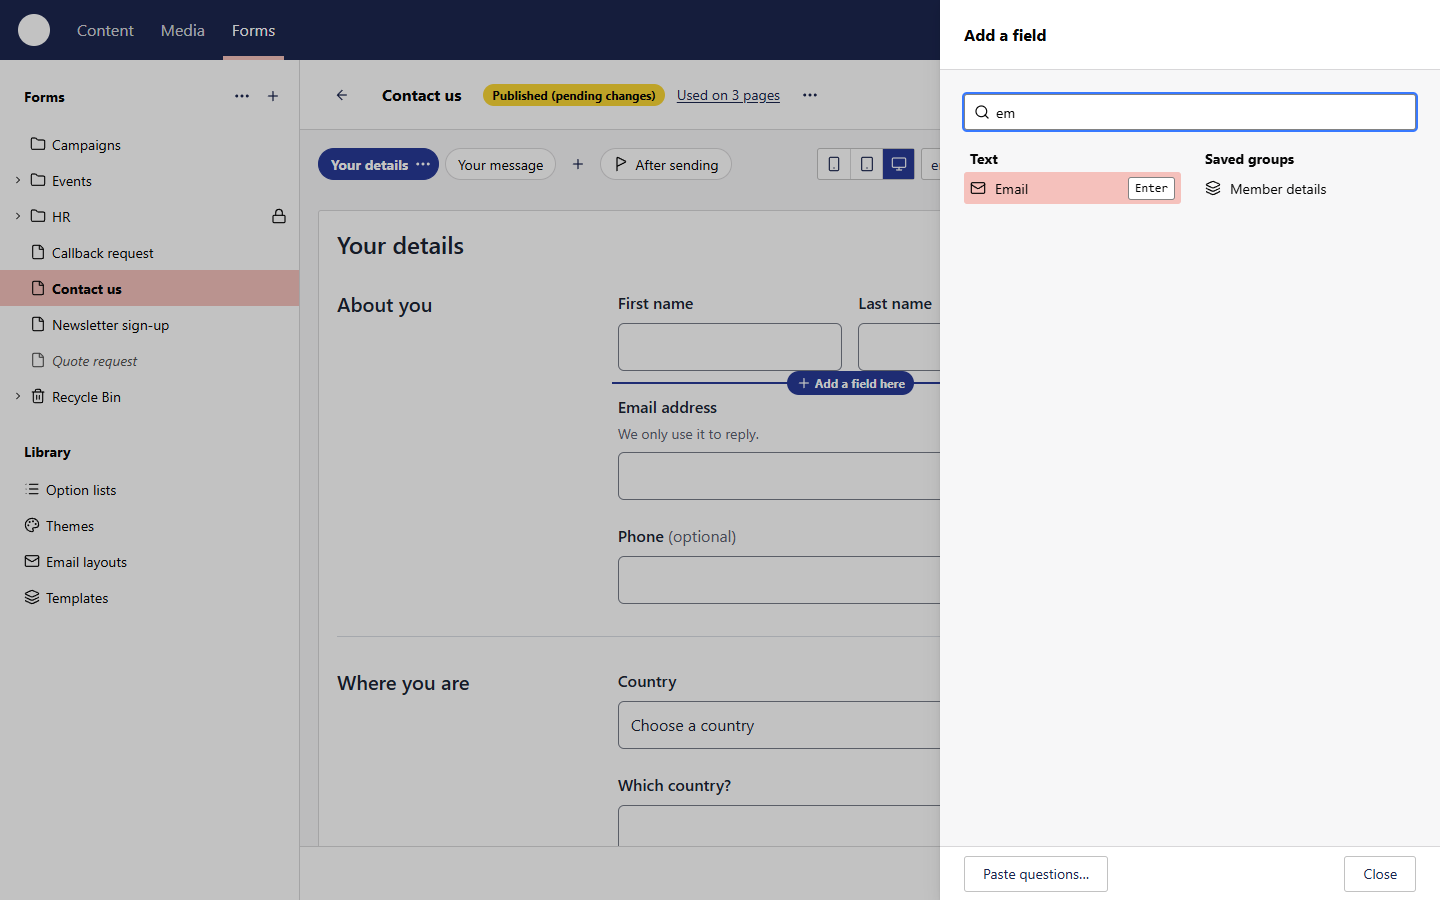 Content
Media
Forms
Add a field
Forms
Campaigns
Events
HR
Callback request
Contact us
Newsletter sign-up
Quote request
Recycle Bin
Library
Option lists
Themes
Email layouts
Templates
Contact us
Published (pending changes)
Used on 3 pages
Your details
Your message
After sending
Your details
About you
First name
Last name
Add a field here
Email address
We only use it to reply.
Phone (optional)
Where you are
Country
Choose a country
Which country?
em
Text
Email
Enter
Saved groups
Member details
Paste questions...
Close